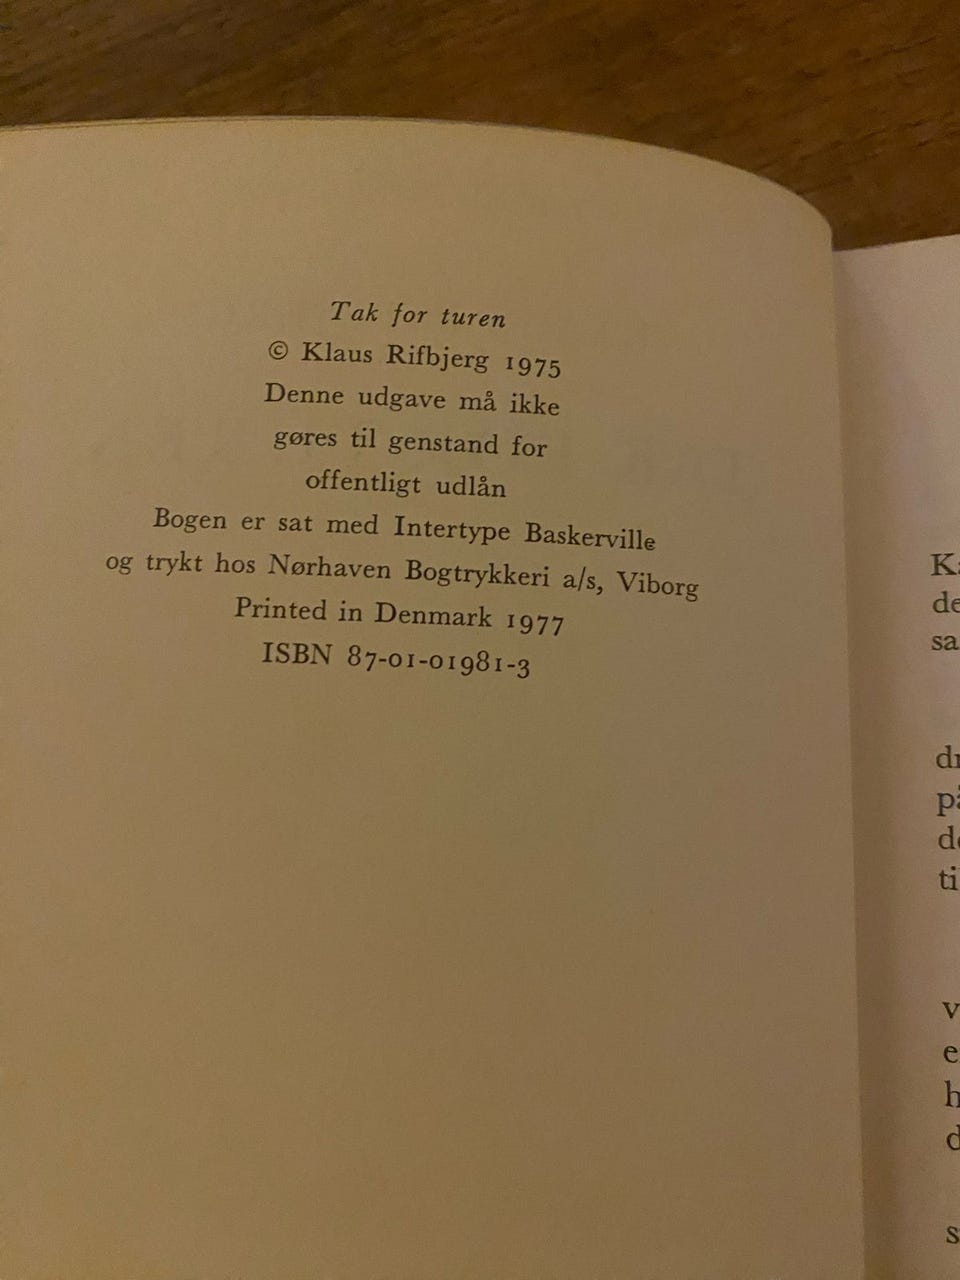 Tak for turen
© Klaus Rifbjerg 1975
Denne udgave må ikke
gøres til genstand for
offentligt udlån
Bogen er sat med Intertype Baskerville
og trykt hos Nørhaven Bogtrykkeri a/s, Viborg
Printed in Denmark 1977
ISBN 87-01-01981-3